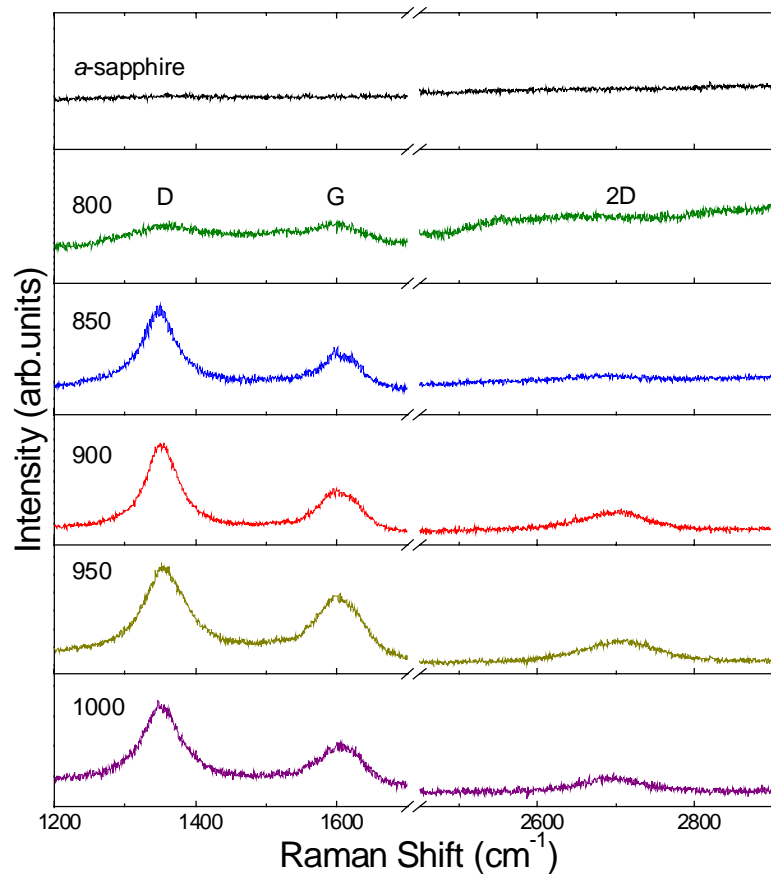 a-sapphire
800
D
G
2D
850
900
950
1000
Intensity (arb.units)
1200
1400
1600
2600
2800
Raman Shift (cm⁻¹)